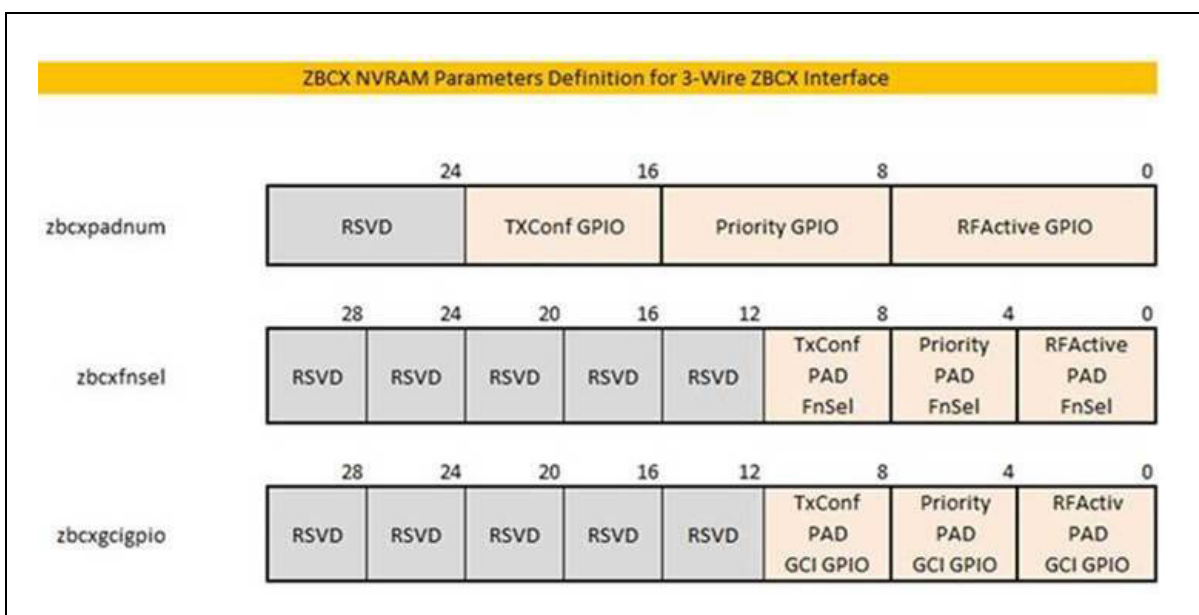 ZBCX NVRAM Parameters Definition for 3-Wire ZBCX Interface
24 16 8 0
zbcxpadnum RSVD TXConf GPIO Priority GPIO RFActive GPIO
28 24 20 16 12 8 4 0
zbcxfnsel RSVD RSVD RSVD RSVD RSVD TxConf PAD FnSel Priority PAD FnSel RFActive PAD FnSel
28 24 20 16 12 8 4 0
zbcxgcigpio RSVD RSVD RSVD RSVD RSVD TxConf PAD GCI GPIO Priority PAD GCI GPIO RFActiv PAD GCI GPIO